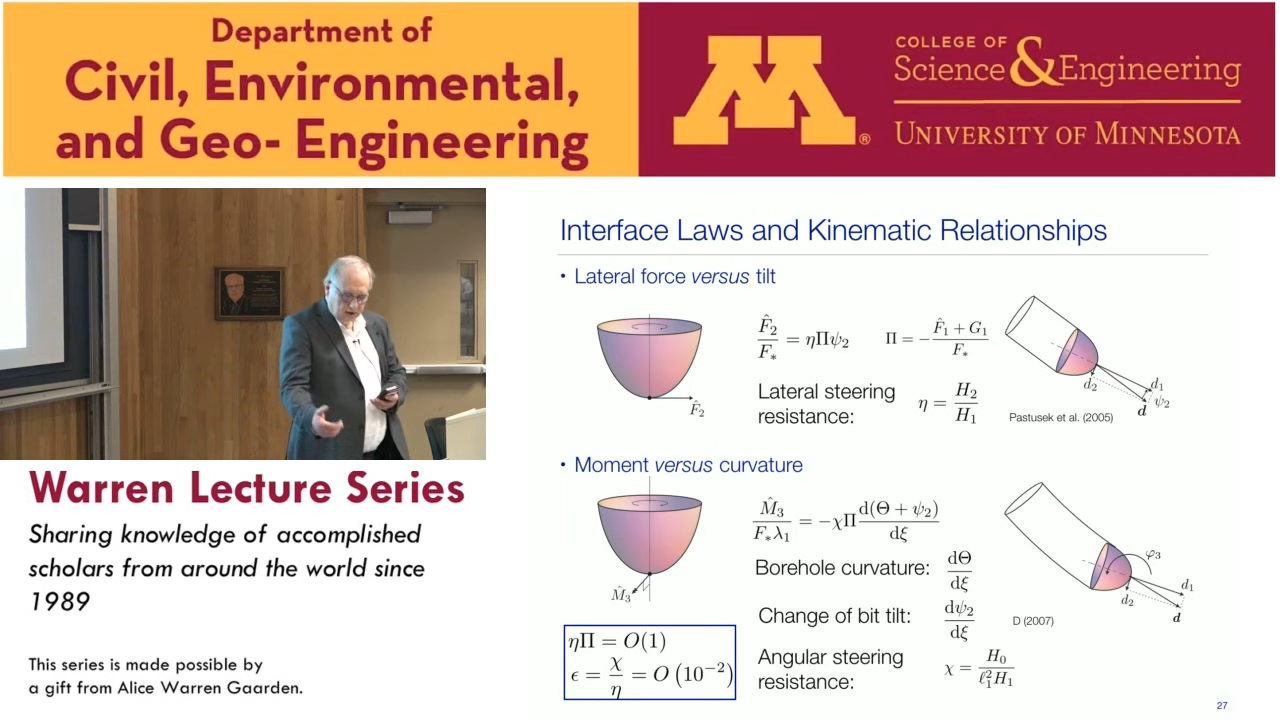 Department of
Civil, Environmental,
and Geo- Engineering
M ®
COLLEGE OF
Science & Engineering
UNIVERSITY OF MINNESOTA
Warren Lecture Series
Sharing knowledge of accomplished
scholars from around the world since
1989
This series is made possible by
a gift from Alice Warren Gaarden.
Interface Laws and Kinematic Relationships
• Lateral force versus tilt
F̂₂
F̂₂/F∗ = ηΠψ₂
Π = −(F̂₁ + G₁)/F∗
Lateral steering
resistance:
η = H₂/H₁
d₂
d₁
ψ₂
d
Pastusek et al. (2005)
• Moment versus curvature
M̂₃
M̂₃/(F∗λ₁) = −χΠ d(Θ + ψ₂)/dξ
Borehole curvature: dΘ/dξ
Change of bit tilt: dψ₂/dξ
Angular steering
resistance:
χ = H₀/(ℓ₁²H₁)
φ₃
d₁
d₂
d
D (2007)
ηΠ = O(1)
ϵ = χ/η = O (10⁻²)
27